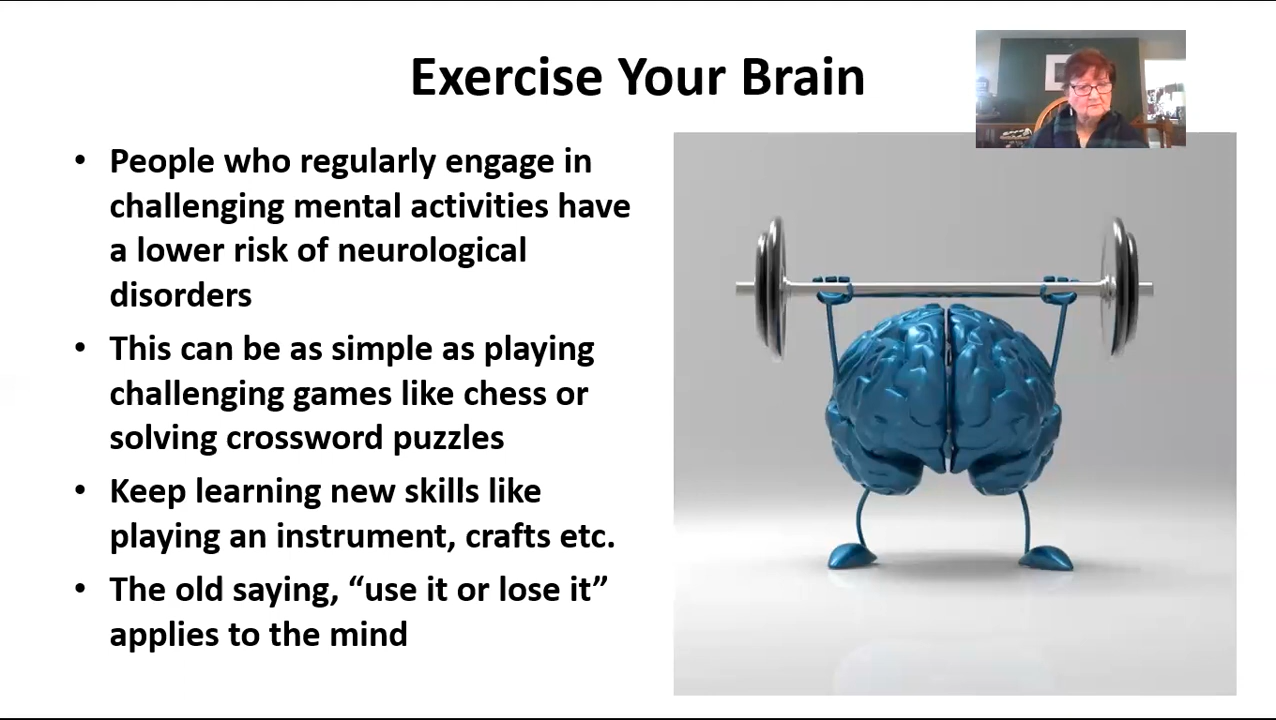 Exercise Your Brain
• People who regularly engage in
challenging mental activities have
a lower risk of neurological
disorders
• This can be as simple as playing
challenging games like chess or
solving crossword puzzles
• Keep learning new skills like
playing an instrument, crafts etc.
• The old saying, “use it or lose it”
applies to the mind